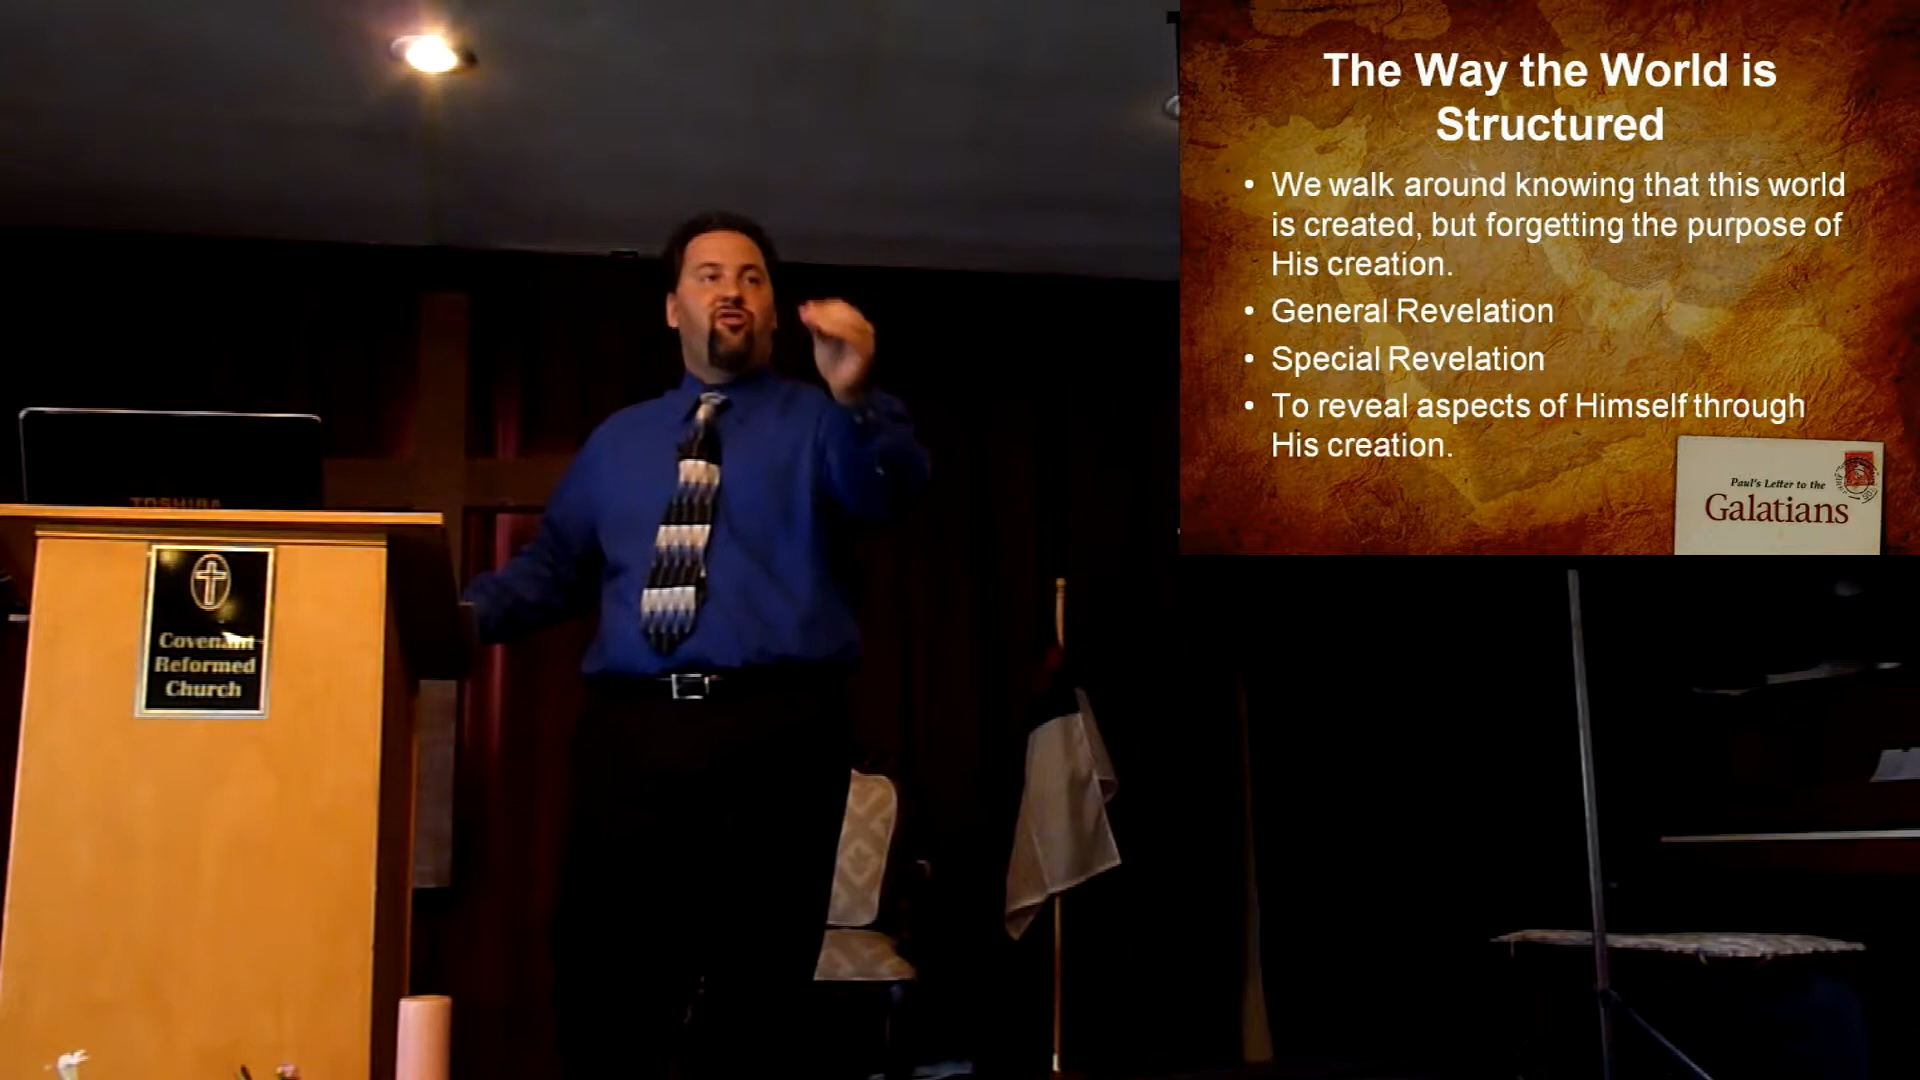 The Way the World is
Structured
• We walk around knowing that this world
is created, but forgetting the purpose of
His creation.
• General Revelation
• Special Revelation
• To reveal aspects of Himself through
His creation.
Paul's Letter to the
Galatians
TOSHIBA
Covenant
Reformed
Church